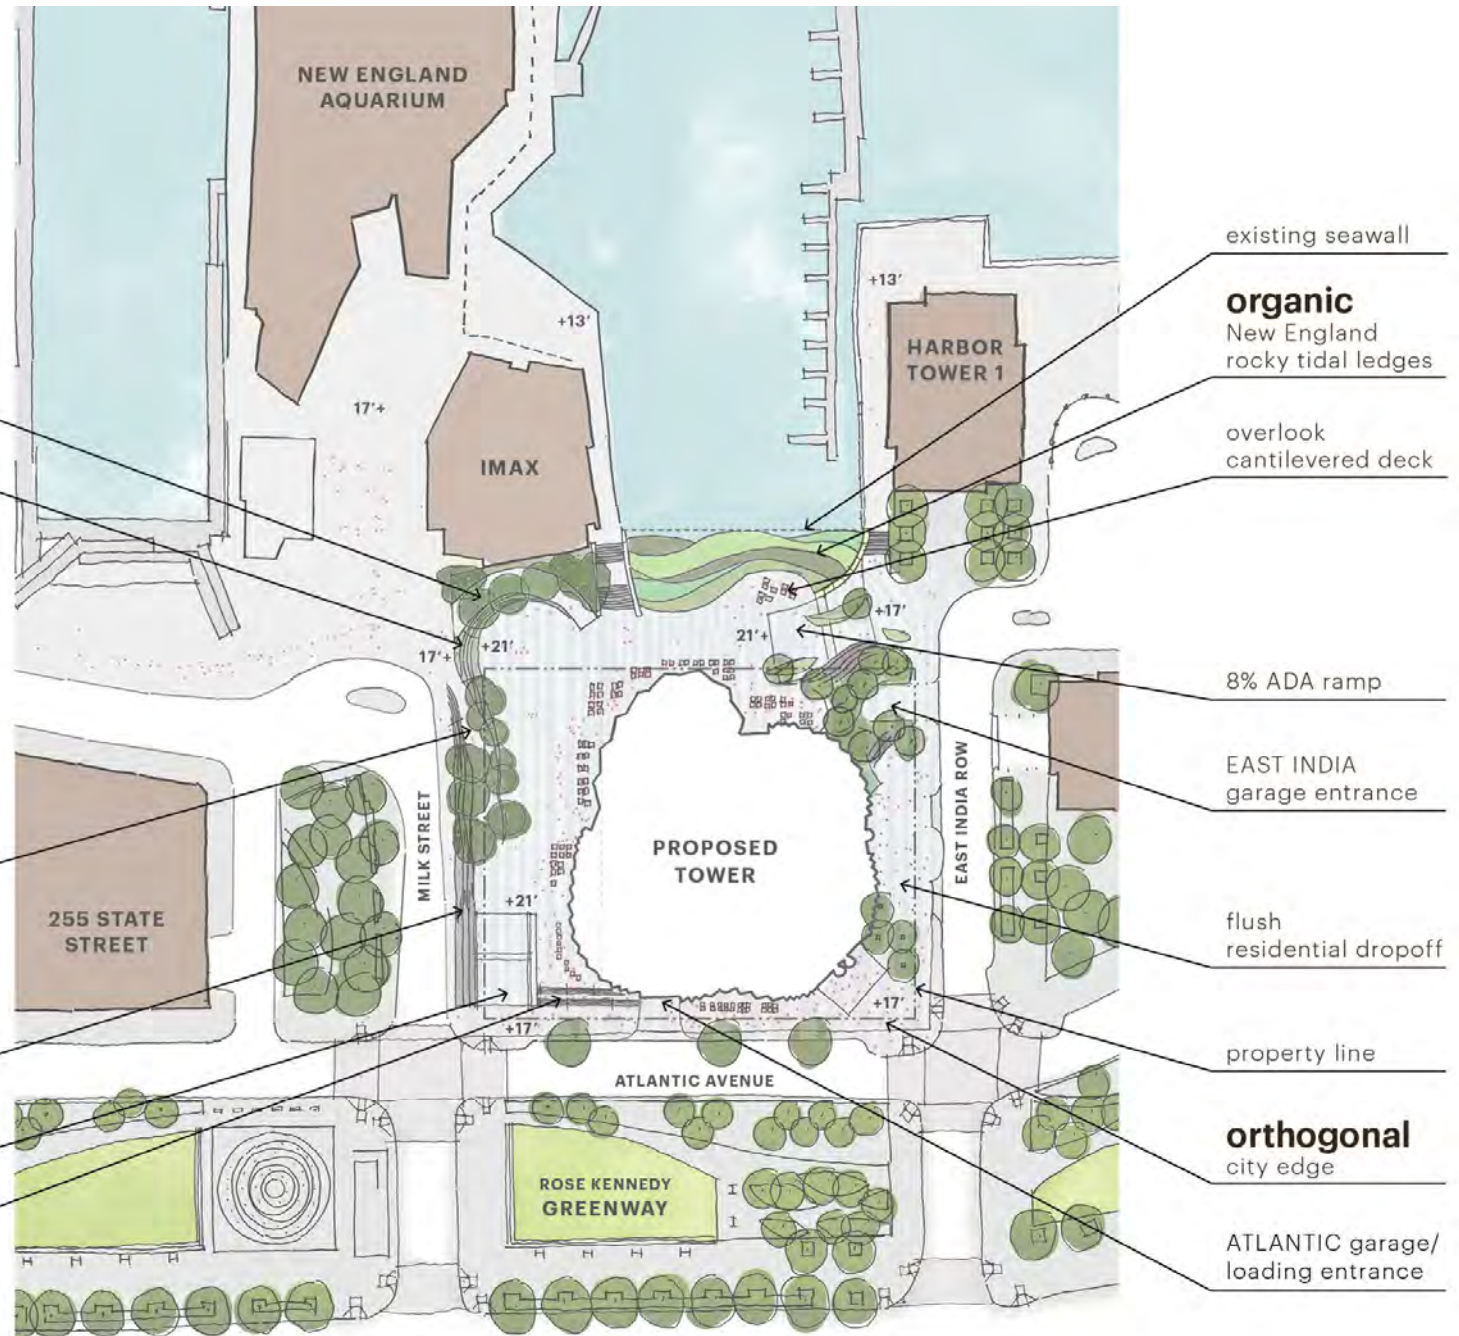 NEW ENGLAND
AQUARIUM
existing seawall
+13'
organic
New England
rocky tidal ledges
+13'
HARBOR
TOWER 1
17'+
overlook
cantilevered deck
IMAX
+17'
21'+
17'+
+21'
8% ADA ramp
EAST INDIA
garage entrance
MILK STREET
EAST INDIA ROW
PROPOSED
TOWER
+21'
255 STATE
STREET
flush
residential dropoff
+17'
+17'
property line
ATLANTIC AVENUE
orthogonal
city edge
ROSE KENNEDY
GREENWAY
ATLANTIC garage/
loading entrance